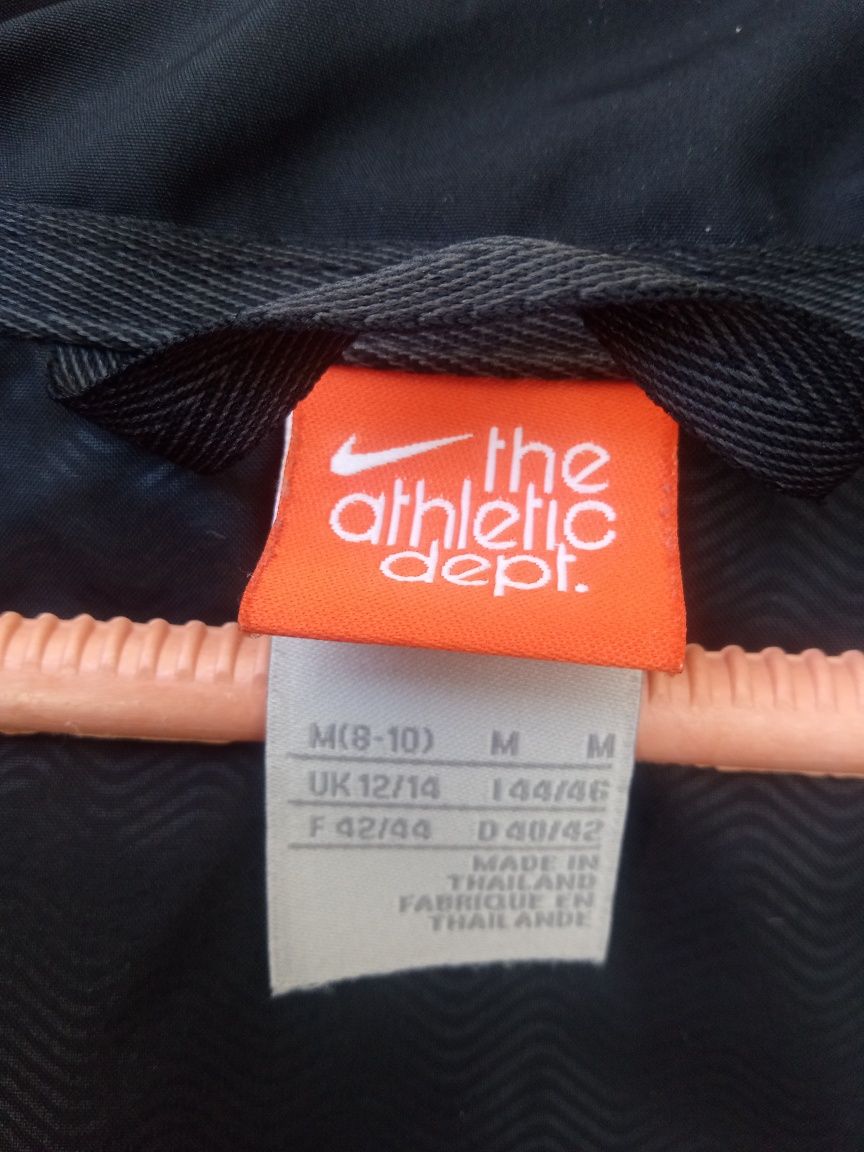 the
athletic
dept.
M(8-10) M M
UK 12/14 I 44/46
F 42/44 D 40/42
MADE IN
THAILAND
FABRIQUE EN
THAILANDE